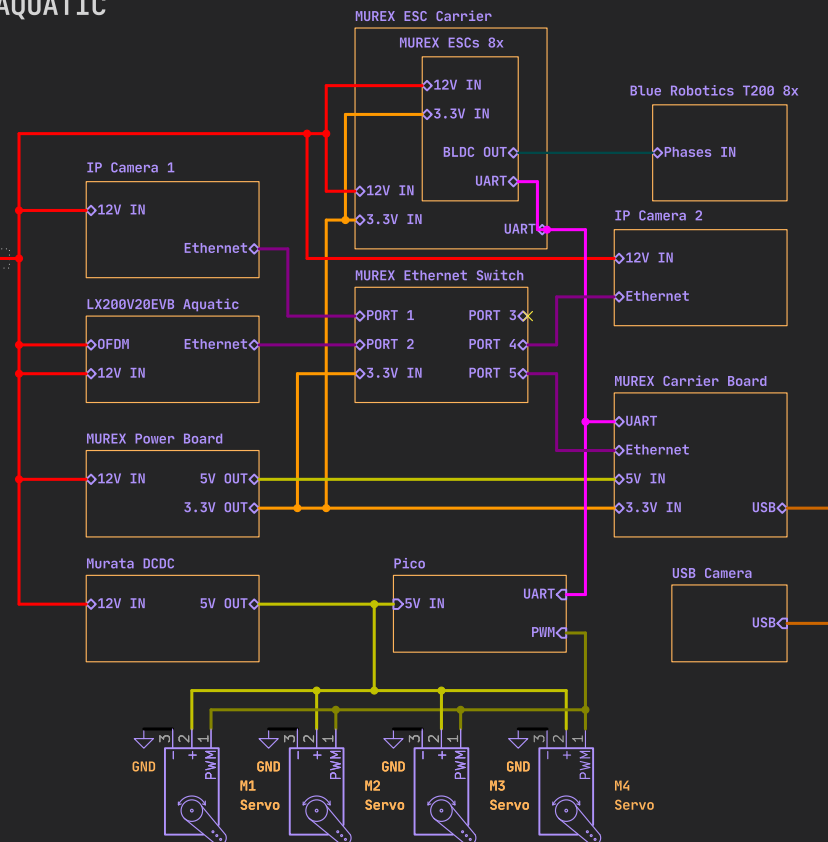 AQUATIC
MUREX ESC Carrier
MUREX ESCs 8x
12V IN
3.3V IN
BLDC OUT
UART
12V IN
3.3V IN
UART
Blue Robotics T200 8x
Phases IN
IP Camera 1
12V IN
Ethernet
IP Camera 2
12V IN
Ethernet
MUREX Ethernet Switch
PORT 1
PORT 2
3.3V IN
PORT 3
PORT 4
PORT 5
LX200V20EVB Aquatic
OFDM
12V IN
Ethernet
MUREX Carrier Board
UART
Ethernet
5V IN
3.3V IN
USB
MUREX Power Board
12V IN
5V OUT
3.3V OUT
Murata DCDC
12V IN
5V OUT
Pico
5V IN
UART
PWM
USB Camera
USB
3 2 1
- + PWM
GND
M1
Servo
3 2 1
- + PWM
GND
M2
Servo
3 2 1
- + PWM
GND
M3
Servo
3 2 1
- + PWM
GND
M4
Servo